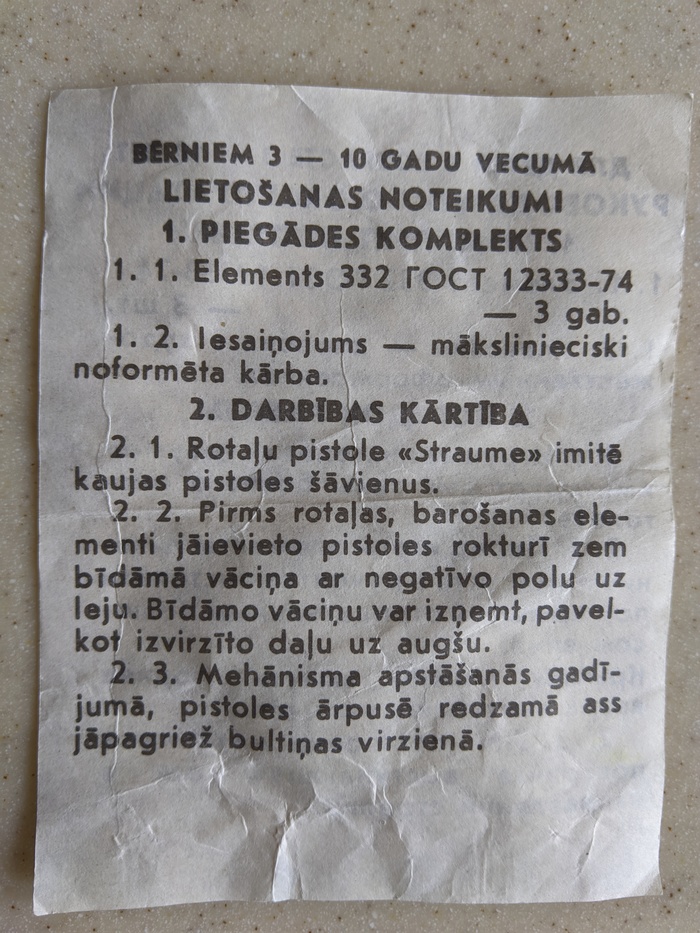 BĒRNIEM 3 — 10 GADU VECUMĀ
LIETOŠANAS NOTEIKUMI
1. PIEGĀDES KOMPLEKTS
1. 1. Elements 332 ГОСТ 12333-74
— 3 gab.
1. 2. Iesaiņojums — mākslinieciski
noformēta kārba.
2. DARBĪBAS KĀRTĪBA
2. 1. Rotaļu pistole «Straume» imitē
kaujas pistoles šāvienus.
2. 2. Pirms rotaļas, barošanas ele-
menti jāievieto pistoles rokturī zem
bīdāmā vāciņa ar negatīvo polu uz
leju. Bīdāmo vāciņu var izņemt, pavel-
kot izvirzīto daļu uz augšu.
2. 3. Mehānisma apstāšanās gadī-
jumā, pistoles ārpusē redzamā ass
jāpagriež bultiņas virzienā.